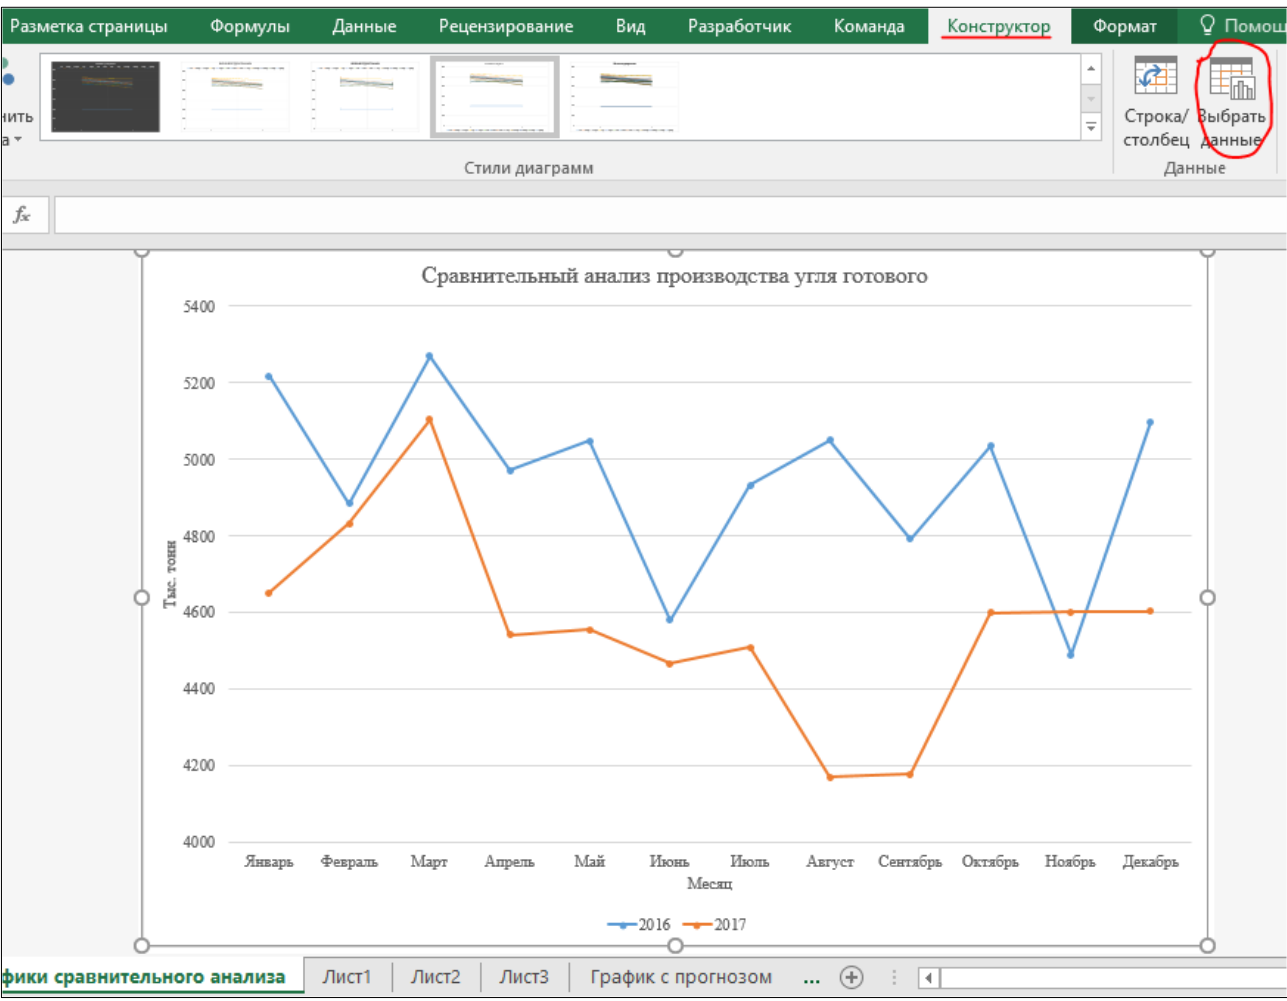 Разметка страницы Формулы Данные Рецензирование Вид Разработчик Команда Конструктор Формат Помощ
нить
а
Строка/
столбец
Выбрать
данные
Стили диаграмм
Данные
fx
Сравнительный анализ производства угля готового
5400
5200
5000
4800
4600
4400
4200
4000
Тыс. тонн
Январь Февраль Март Апрель Май Июнь Июль Август Сентябрь Октябрь Ноябрь Декабрь
Месяц
2016 2017
фики сравнительного анализа Лист1 Лист2 Лист3 График с прогнозом ...